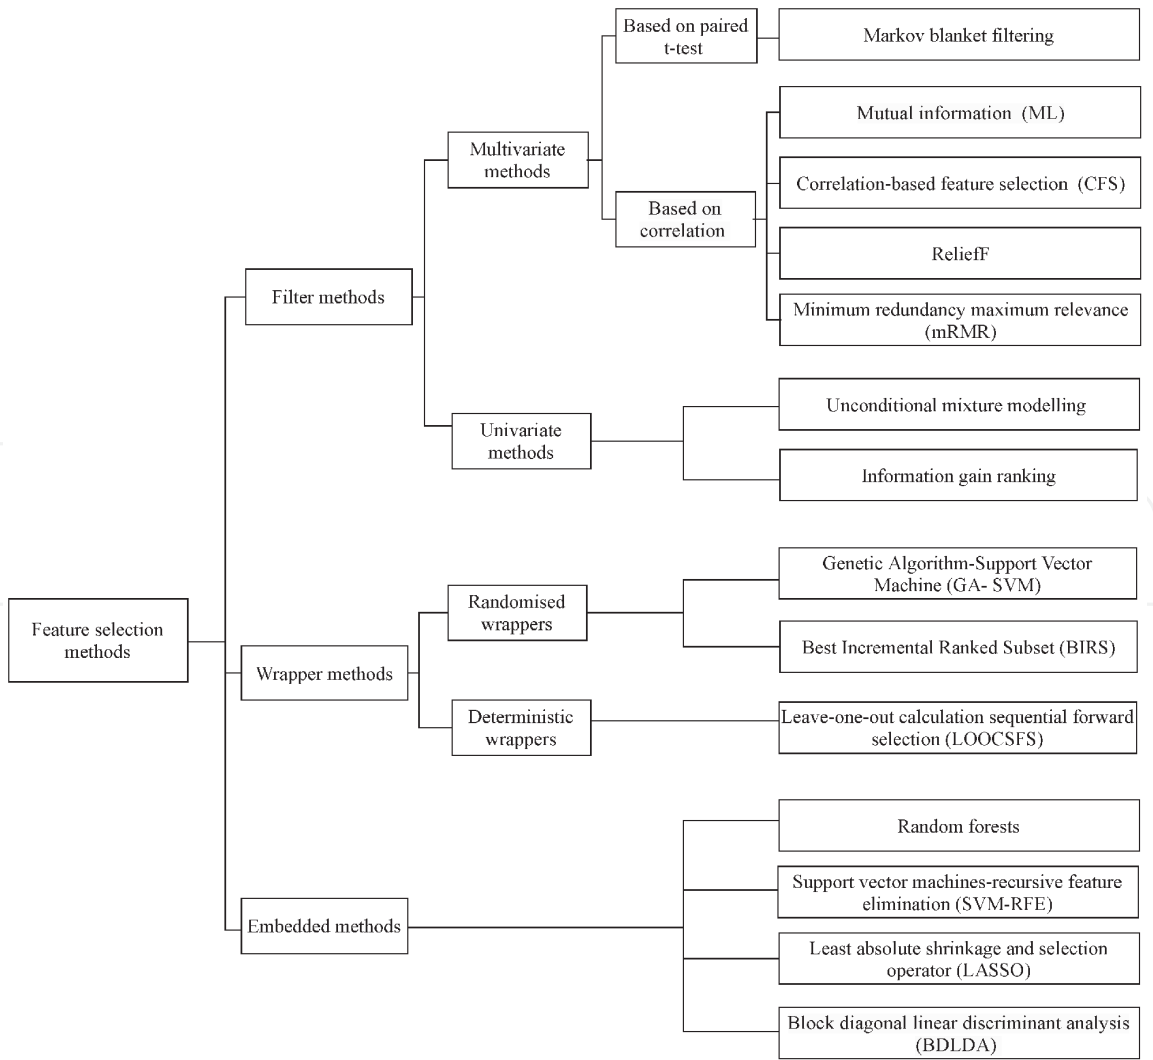 Based on paired
t-test
Markov blanket filtering
Mutual information (ML)
Multivariate
methods
Correlation-based feature selection (CFS)
Based on
correlation
ReliefF
Filter methods
Minimum redundancy maximum relevance
(mRMR)
Unconditional mixture modelling
Univariate
methods
Information gain ranking
Genetic Algorithm-Support Vector
Machine (GA- SVM)
Randomised
wrappers
Feature selection
methods
Best Incremental Ranked Subset (BIRS)
Wrapper methods
Deterministic
wrappers
Leave-one-out calculation sequential forward
selection (LOOCSFS)
Random forests
Support vector machines-recursive feature
elimination (SVM-RFE)
Embedded methods
Least absolute shrinkage and selection
operator (LASSO)
Block diagonal linear discriminant analysis
(BDLDA)